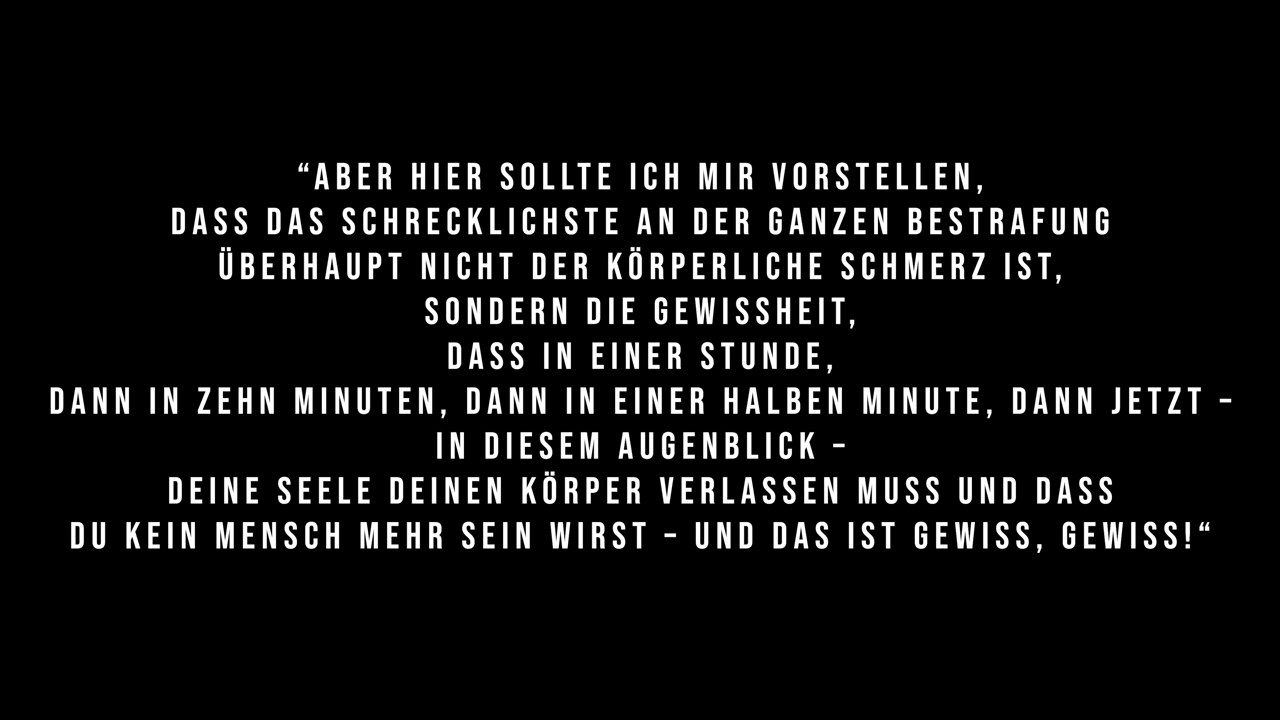 “ABER HIER SOLLTE ICH MIR VORSTELLEN,
DASS DAS SCHRECKLICHSTE AN DER GANZEN BESTRAFUNG
ÜBERHAUPT NICHT DER KÖRPERLICHE SCHMERZ IST,
SONDERN DIE GEWISSHEIT,
DASS IN EINER STUNDE,
DANN IN ZEHN MINUTEN, DANN IN EINER HALBEN MINUTE, DANN JETZT –
IN DIESEM AUGENBLICK –
DEINE SEELE DEINEN KÖRPER VERLASSEN MUSS UND DASS
DU KEIN MENSCH MEHR SEIN WIRST – UND DAS IST GEWISS, GEWISS!“